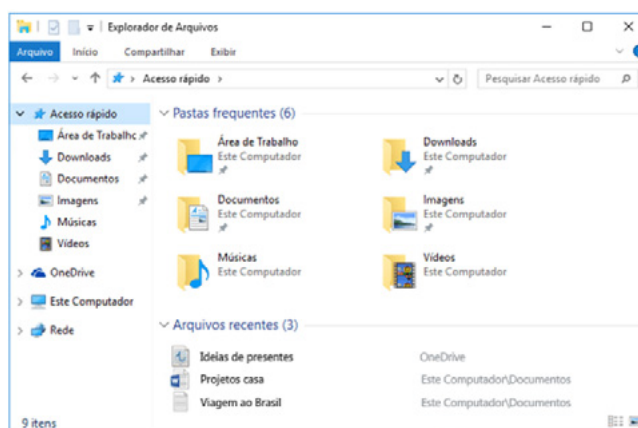 Explorador de Arquivos
Arquivo Início Compartilhar Exibir
Acesso rápido
Pesquisar Acesso rápido
Acesso rápido
Área de Trabalho
Downloads
Documentos
Imagens
Músicas
Vídeos
OneDrive
Este Computador
Rede
Pastas frequentes (6)
Área de Trabalho
Este Computador
Downloads
Este Computador
Documentos
Este Computador
Imagens
Este Computador
Músicas
Este Computador
Vídeos
Este Computador
Arquivos recentes (3)
Ideias de presentes OneDrive
Projetos casa Este Computador\Documentos
Viagem ao Brasil Este Computador\Documentos
9 itens